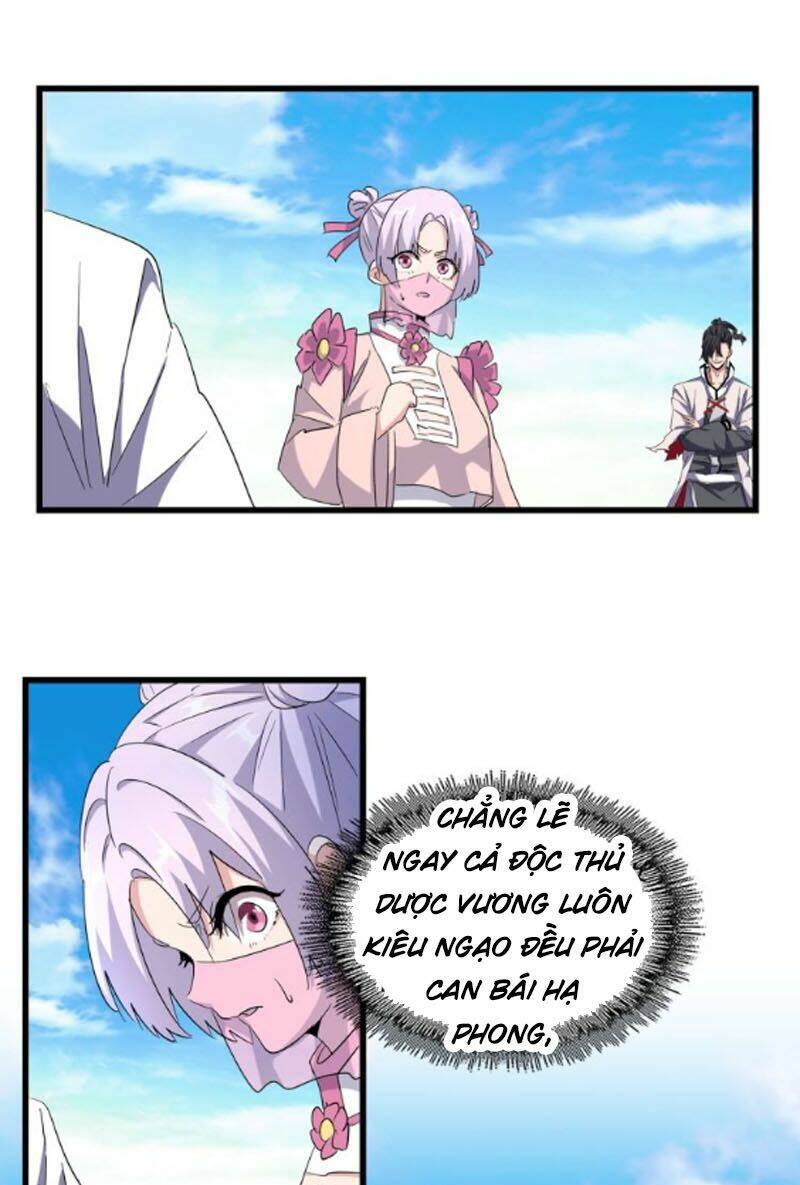 CHẲNG LẼ
NGAY CẢ ĐỘC THỦ
DƯỢC VƯƠNG LUÔN
KIÊU NGẠO ĐỀU PHẢI
CAN BÁI HẠ
PHONG,